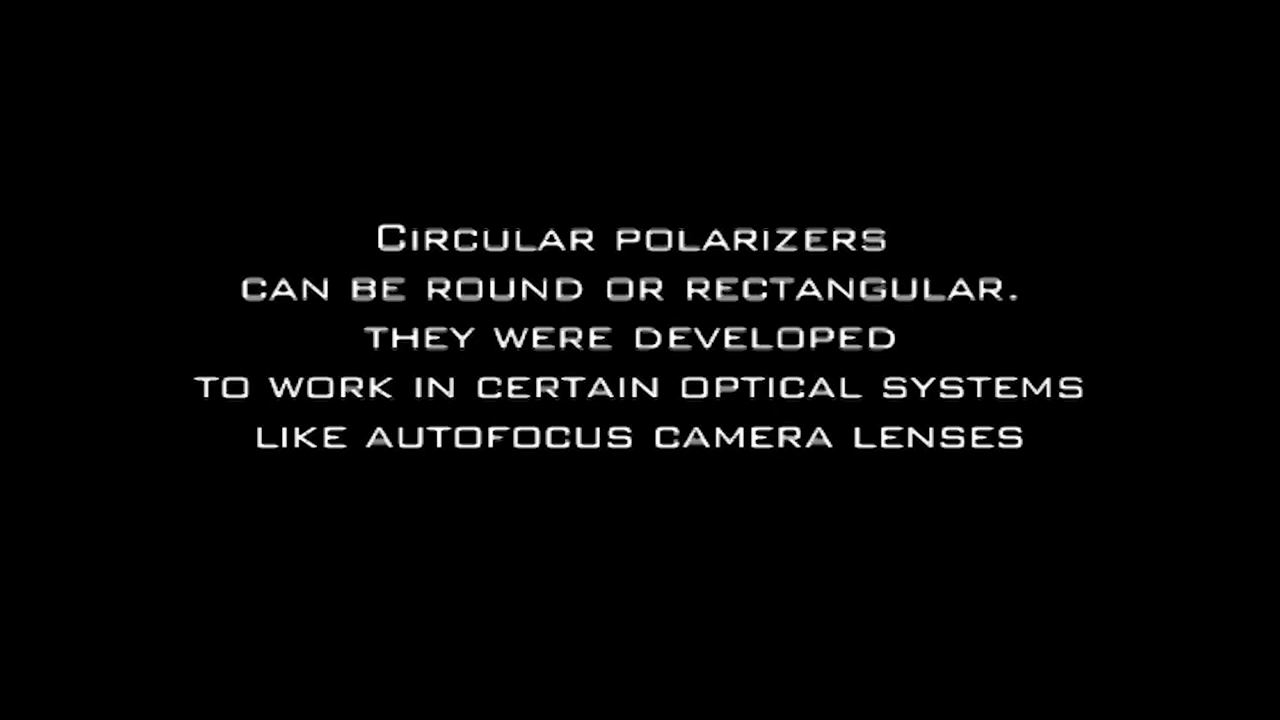 Circular polarizers
can be round or rectangular.
they were developed
to work in certain optical systems
like autofocus camera lenses